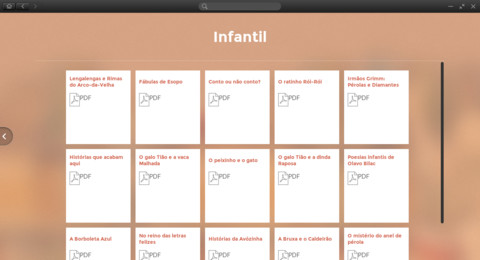 Infantil
Lengalengas e Rimas
do Arco-da-Velha
PDF
Fábulas de Esopo
PDF
Conto ou não conto?
PDF
O ratinho Rói-Rói
PDF
Irmãos Grimm:
Pérolas e Diamantes
PDF
Histórias que acabam
aqui
PDF
O galo Tião e a vaca
Malhada
PDF
O peixinho e o gato
PDF
O galo Tião e a dinda
Raposa
PDF
Poesias Infantis de
Olavo Bilac
PDF
A Borboleta Azul
PDF
No reino das letras
felizes
PDF
Histórias da Avózinha
PDF
A Bruxa e o Caldeirão
PDF
O mistério do anel de
pérola
PDF